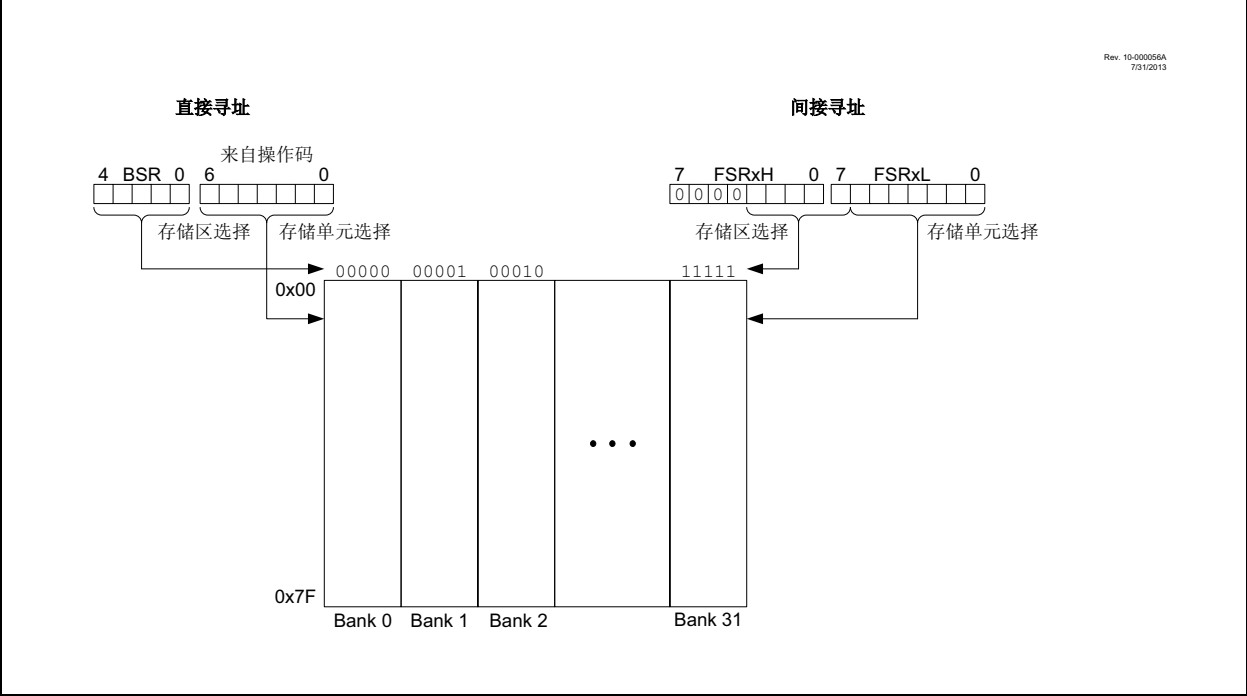 Rev. 10-000056A
7/31/2013
直接寻址
间接寻址
来自操作码
4 BSR 0 6 0
7 FSRxH 0 7 FSRxL 0
0 0 0 0
存储区选择 存储单元选择
存储区选择 存储单元选择
00000 00001 00010 11111
0x00
• • •
0x7F
Bank 0 Bank 1 Bank 2 Bank 31